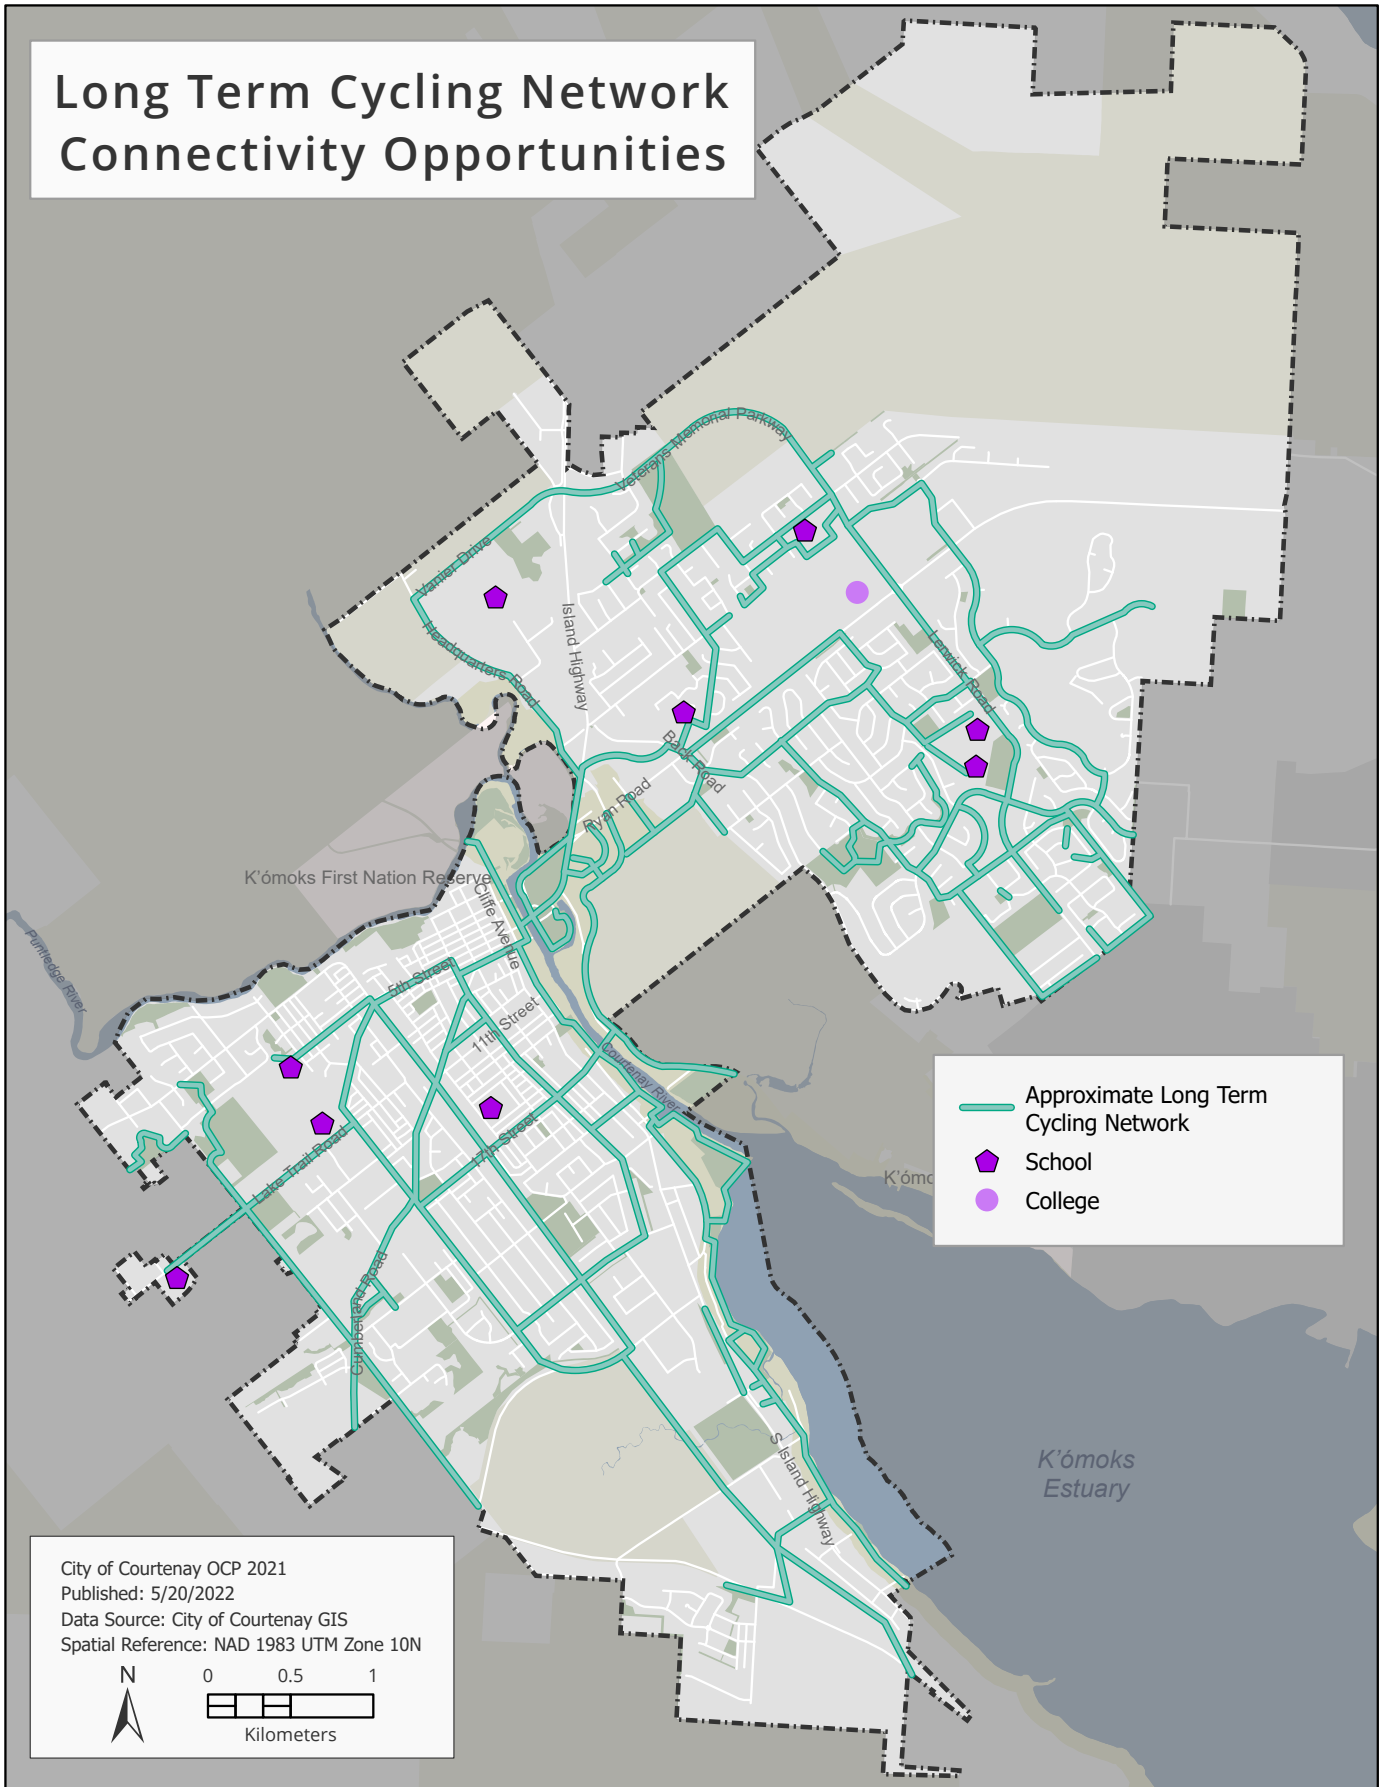 Long Term Cycling Network
Connectivity Opportunities
Veterans Memorial Parkway
Vanier Drive
Headquarters Road
Island Highway
Lerwick Road
Back Road
Ryan Road
K'ómoks First Nation Reserve
Cliffe Avenue
Puntledge River
5th Street
11th Street
Courtenay River
17th Street
Lake Trail Road
Cumberland Road
S Island Highway
K'ómo
Approximate Long Term
Cycling Network
School
College
K'ómoks
Estuary
City of Courtenay OCP 2021
Published: 5/20/2022
Data Source: City of Courtenay GIS
Spatial Reference: NAD 1983 UTM Zone 10N
N
0 0.5 1
Kilometers